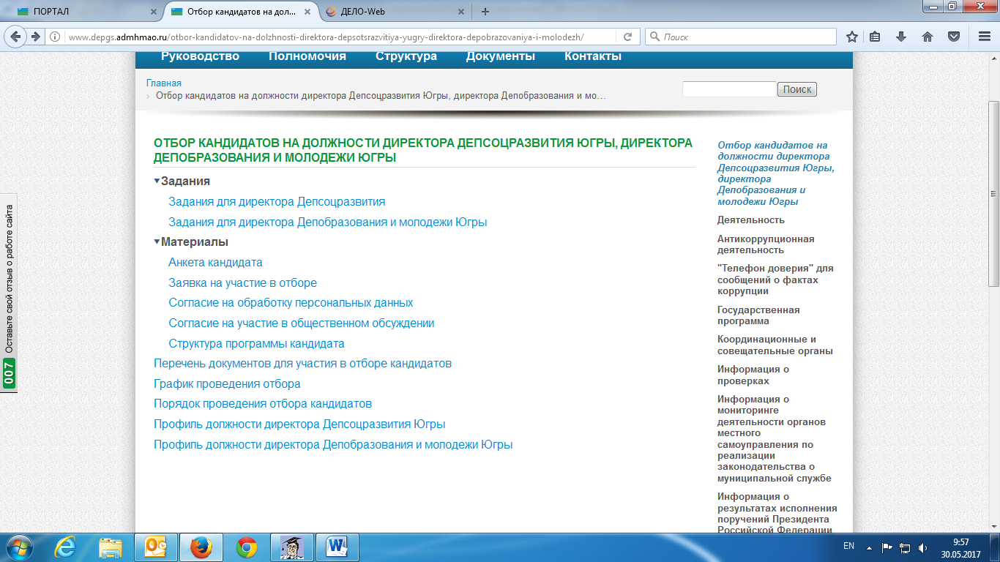 ПОРТАЛ
Отбор кандидатов на дол...
ДЕЛО-Web
www.depgs.admhmao.ru/otbor-kandidatov-na-dolzhnosti-direktora-depsotsrazvitiya-yugry-direktora-depobrazovaniya-i-molodezh/
Поиск
Руководство Полномочия Структура Документы Контакты
Главная
› Отбор кандидатов на должности директора Депсоцразвития Югры, директора Депобразования и мо…
Поиск
ОТБОР КАНДИДАТОВ НА ДОЛЖНОСТИ ДИРЕКТОРА ДЕПСОЦРАЗВИТИЯ ЮГРЫ, ДИРЕКТОРА
ДЕПОБРАЗОВАНИЯ И МОЛОДЕЖИ ЮГРЫ
Задания
Задания для директора Депсоцразвития
Задания для директора Депобразования и молодежи Югры
Материалы
Анкета кандидата
Заявка на участие в отборе
Согласие на обработку персональных данных
Согласие на участие в общественном обсуждении
Структура программы кандидата
Перечень документов для участия в отборе кандидатов
График проведения отбора
Порядок проведения отбора кандидатов
Профиль должности директора Депсоцразвития Югры
Профиль должности директора Депобразования и молодежи Югры
Отбор кандидатов на
должности директора
Депсоцразвития Югры,
директора
Депобразования и
молодежи Югры
Деятельность
Антикоррупционная
деятельность
"Телефон доверия" для
сообщений о фактах
коррупции
Государственная
программа
Координационные и
совещательные органы
Информация о
проверках
Информация о
мониторинге
деятельности органов
местного
самоуправления по
реализации
законодательства о
муниципальной службе
Информация о
результатах исполнения
поручений Президента
Российской Федерации
Оставьте свой отзыв о работе сайта
007
EN
9:57
30.05.2017